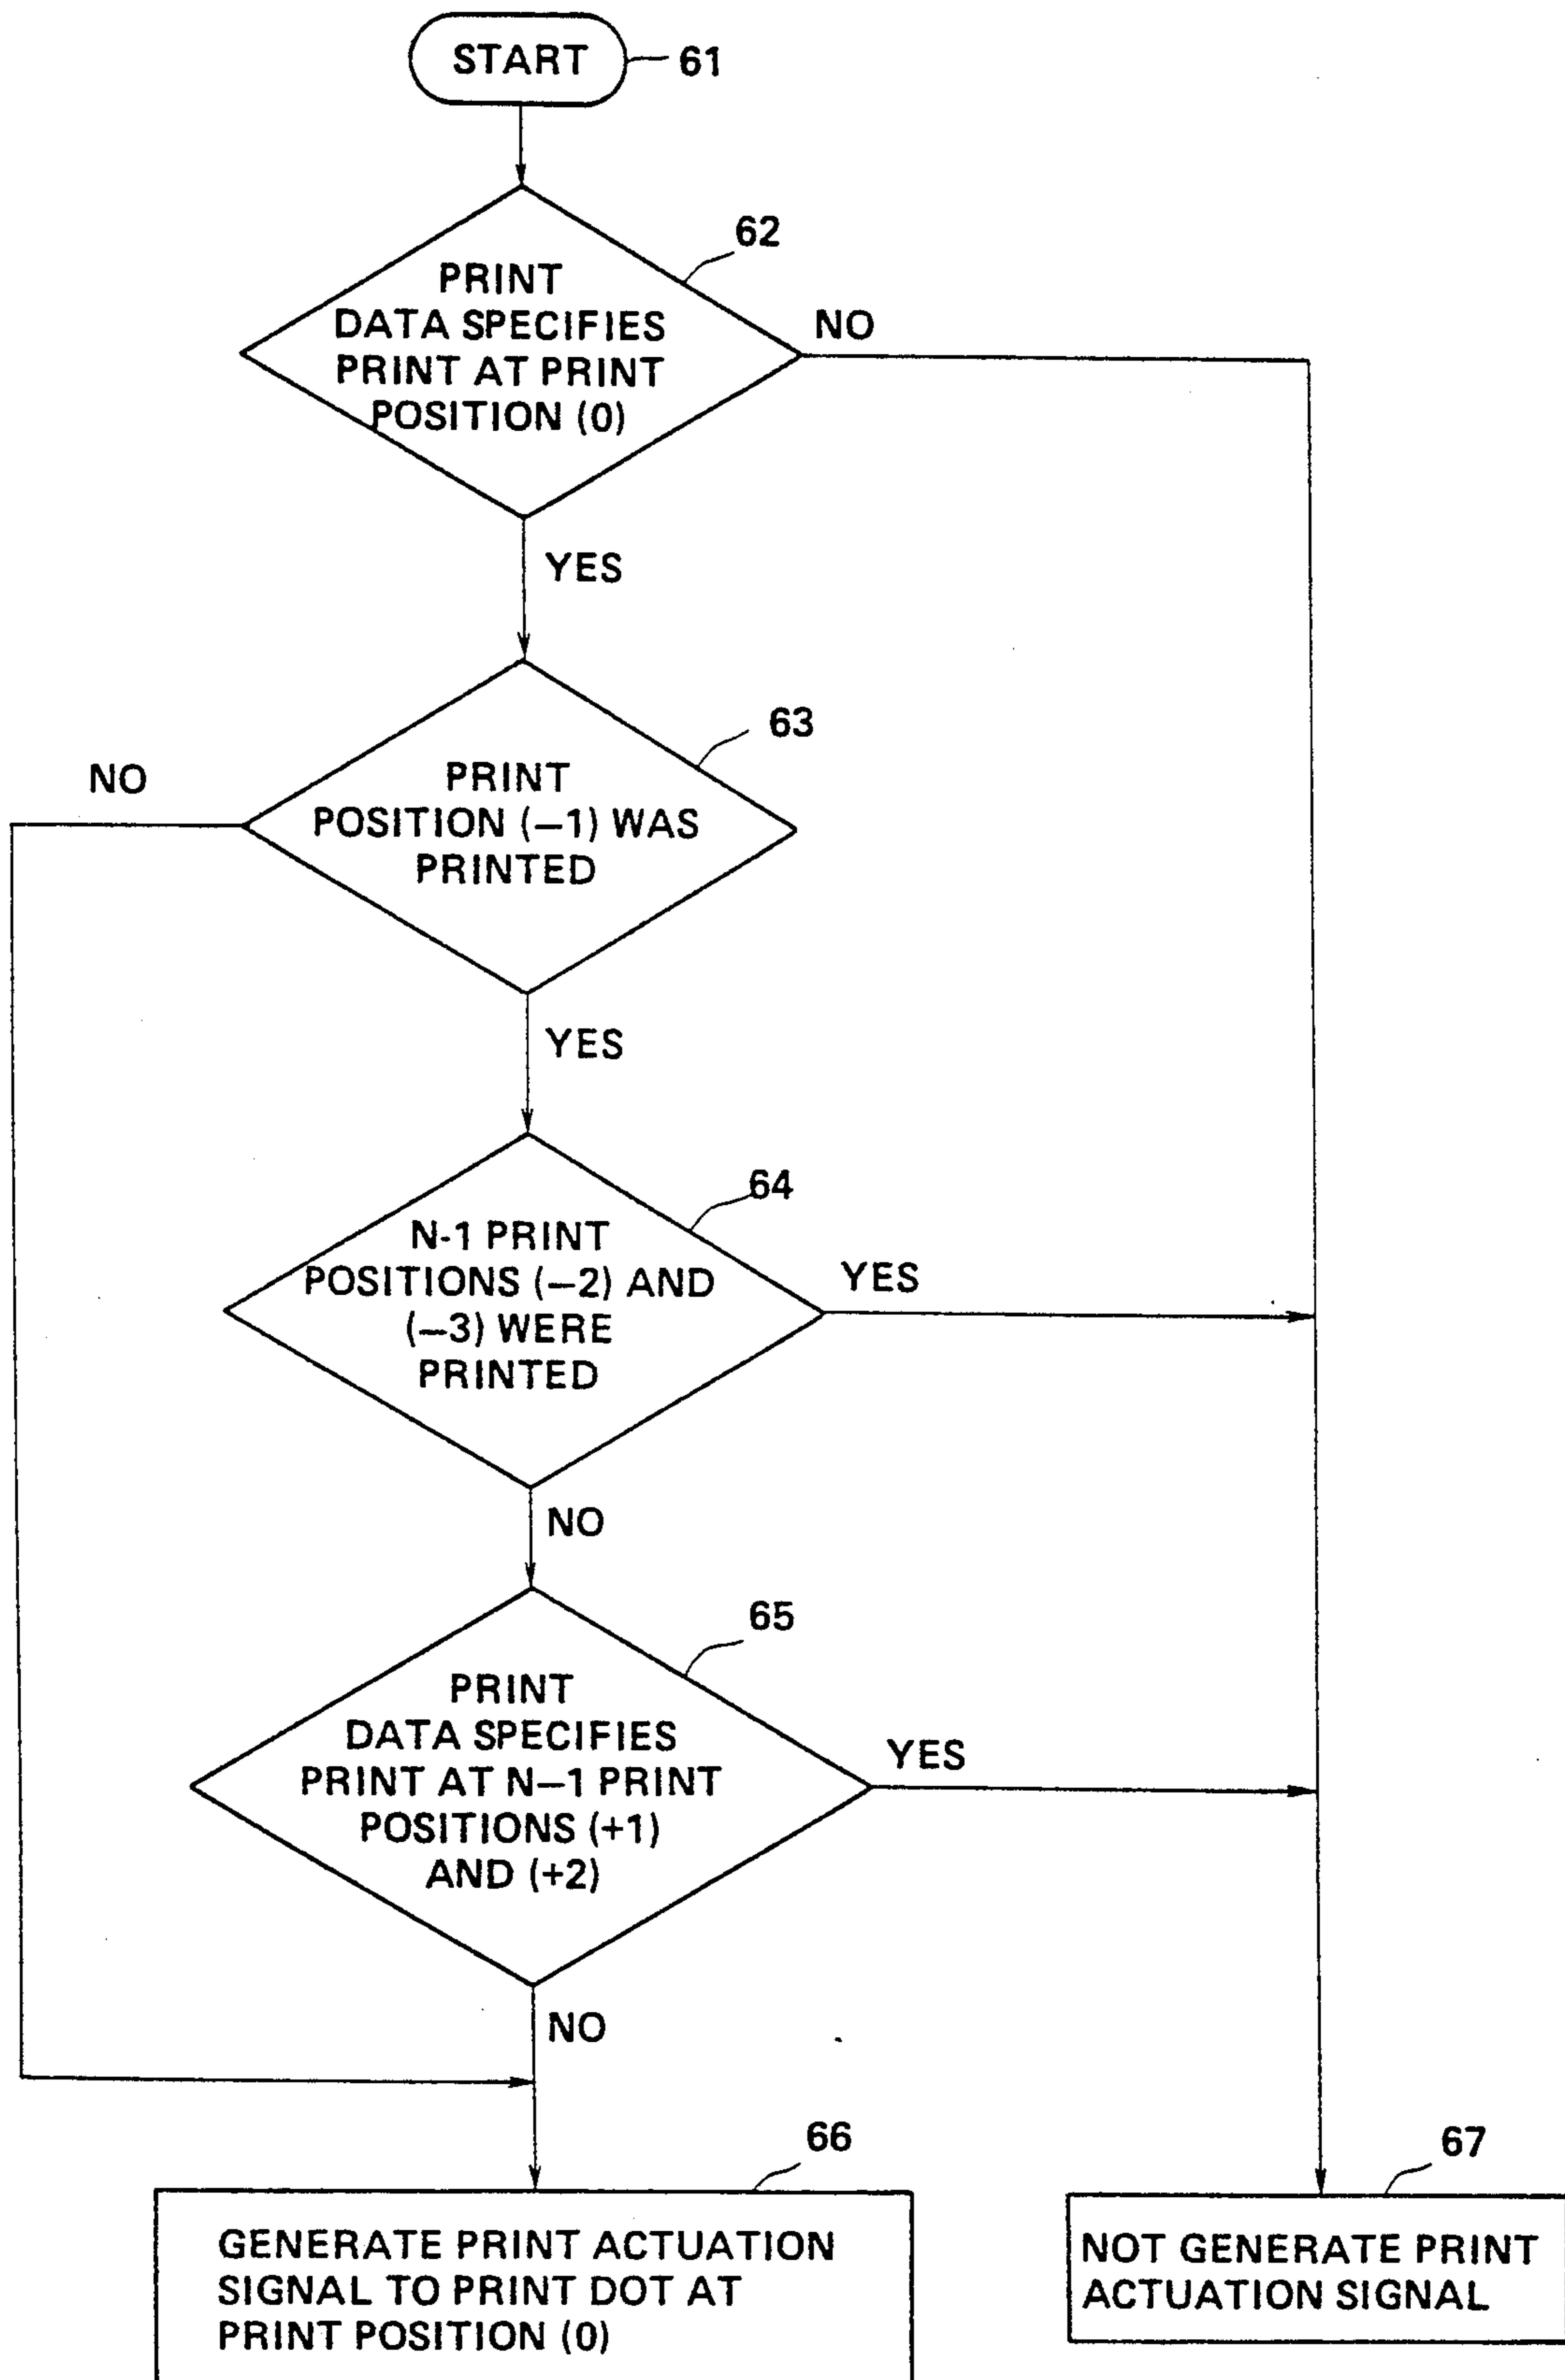 START
61
62
PRINT
DATA SPECIFIES
PRINT AT PRINT
POSITION (0)
NO
YES
63
NO
PRINT
POSITION (–1) WAS
PRINTED
YES
64
N-1 PRINT
POSITIONS (–2) AND
(–3) WERE
PRINTED
YES
NO
65
PRINT
DATA SPECIFIES
PRINT AT N–1 PRINT
POSITIONS (+1)
AND (+2)
YES
NO
66
GENERATE PRINT ACTUATION
SIGNAL TO PRINT DOT AT
PRINT POSITION (0)
67
NOT GENERATE PRINT
ACTUATION SIGNAL